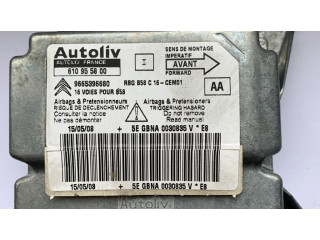 Autoliv
AUTOLIV FRANCE
610 95 56 00
SENS DE MONTAGE
IMPERATIF
AVANT
FORWARD
I
9665396680
RBG B58 C 16 - CEM01
16 VOIES POUR B58
AA
Airbags & Pretensionneurs
RISQUE DE DECLENCHEMENT
Consulter la notice
Ne pas démonter
Airbags & Pretensioners
TRIGGERING HAZARD
Do not remove
Read manual
15/05/08 + 5E GBNA 0030835 V * E8
15/05/08 + 5E GBNA 0030835 V * E8
Autoliv